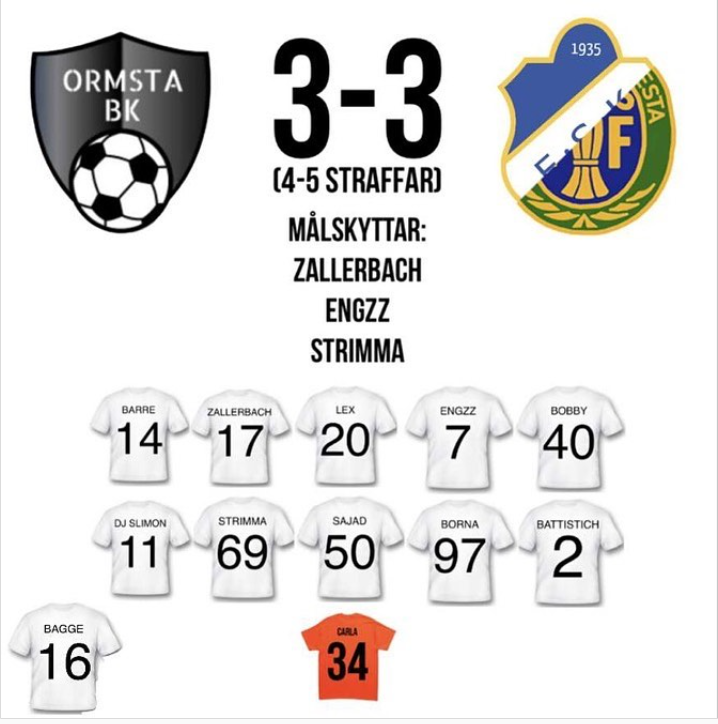 ORMSTA
BK
3-3
(4-5 STRAFFAR)
1935
E.S.K
ESTA
F
MÅLSKYTTAR:
ZALLERBACH
ENGZZ
STRIMMA
BARRE
14
ZALLERBACH
17
LEX
20
ENGZZ
7
BOBBY
40
DJ SLIMON
11
STRIMMA
69
SAJAD
50
BORNA
97
BATTISTICH
2
BAGGE
16
CARLA
34